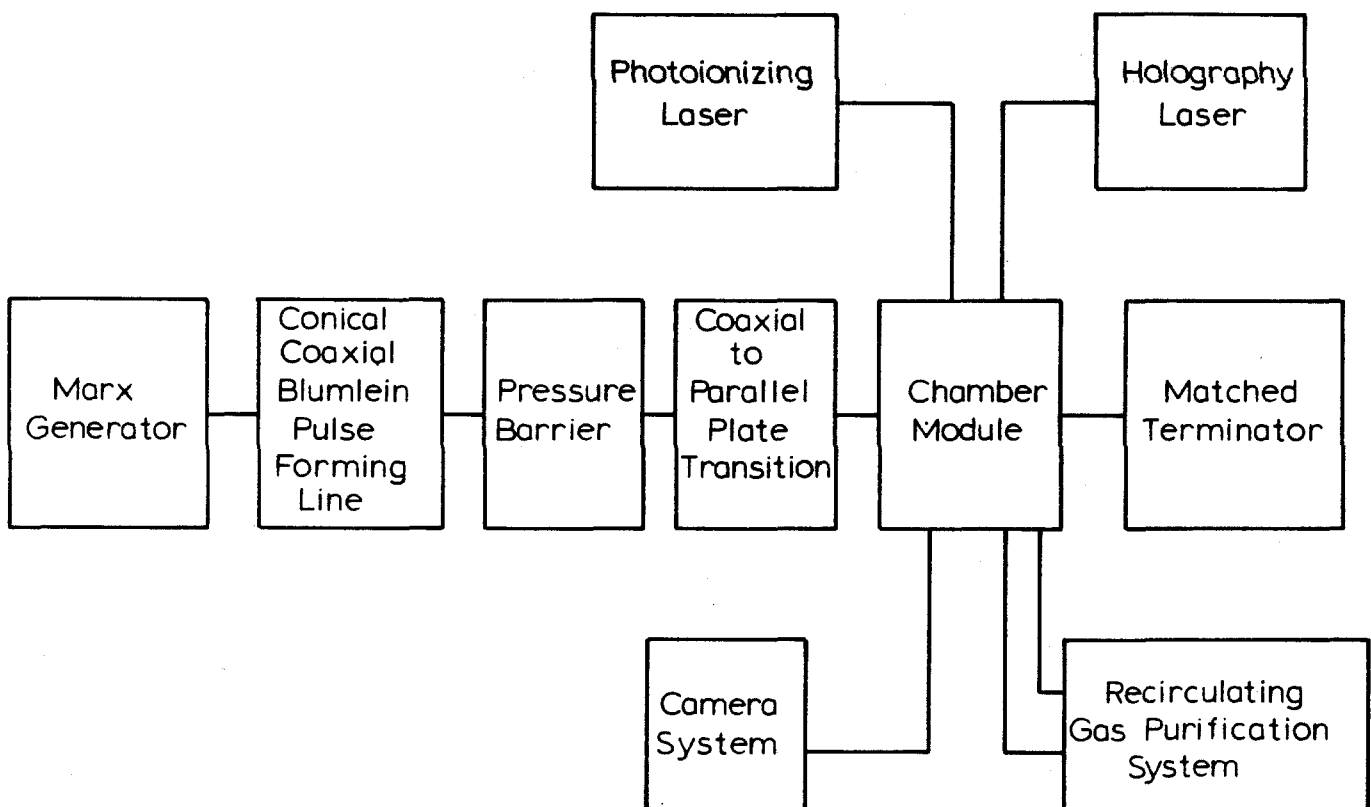 Photoionizing
Laser
Holography
Laser
Marx
Generator
Conical
Coaxial
Blumlein
Pulse
Forming
Line
Pressure
Barrier
Coaxial
to
Parallel
Plate
Transition
Chamber
Module
Matched
Terminator
Camera
System
Recirculating
Gas Purification
System